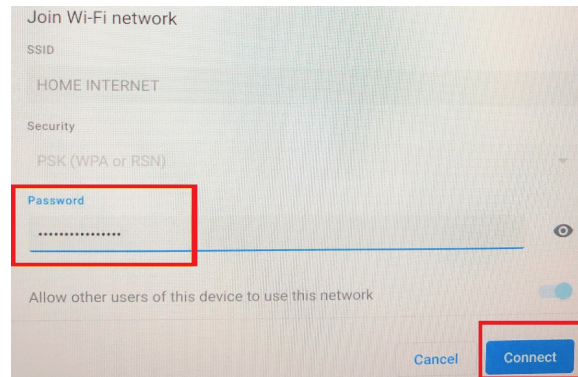 Join Wi-Fi network
SSID
HOME INTERNET
Security
PSK (WPA or RSN)
Password
................
Allow other users of this device to use this network
Cancel
Connect